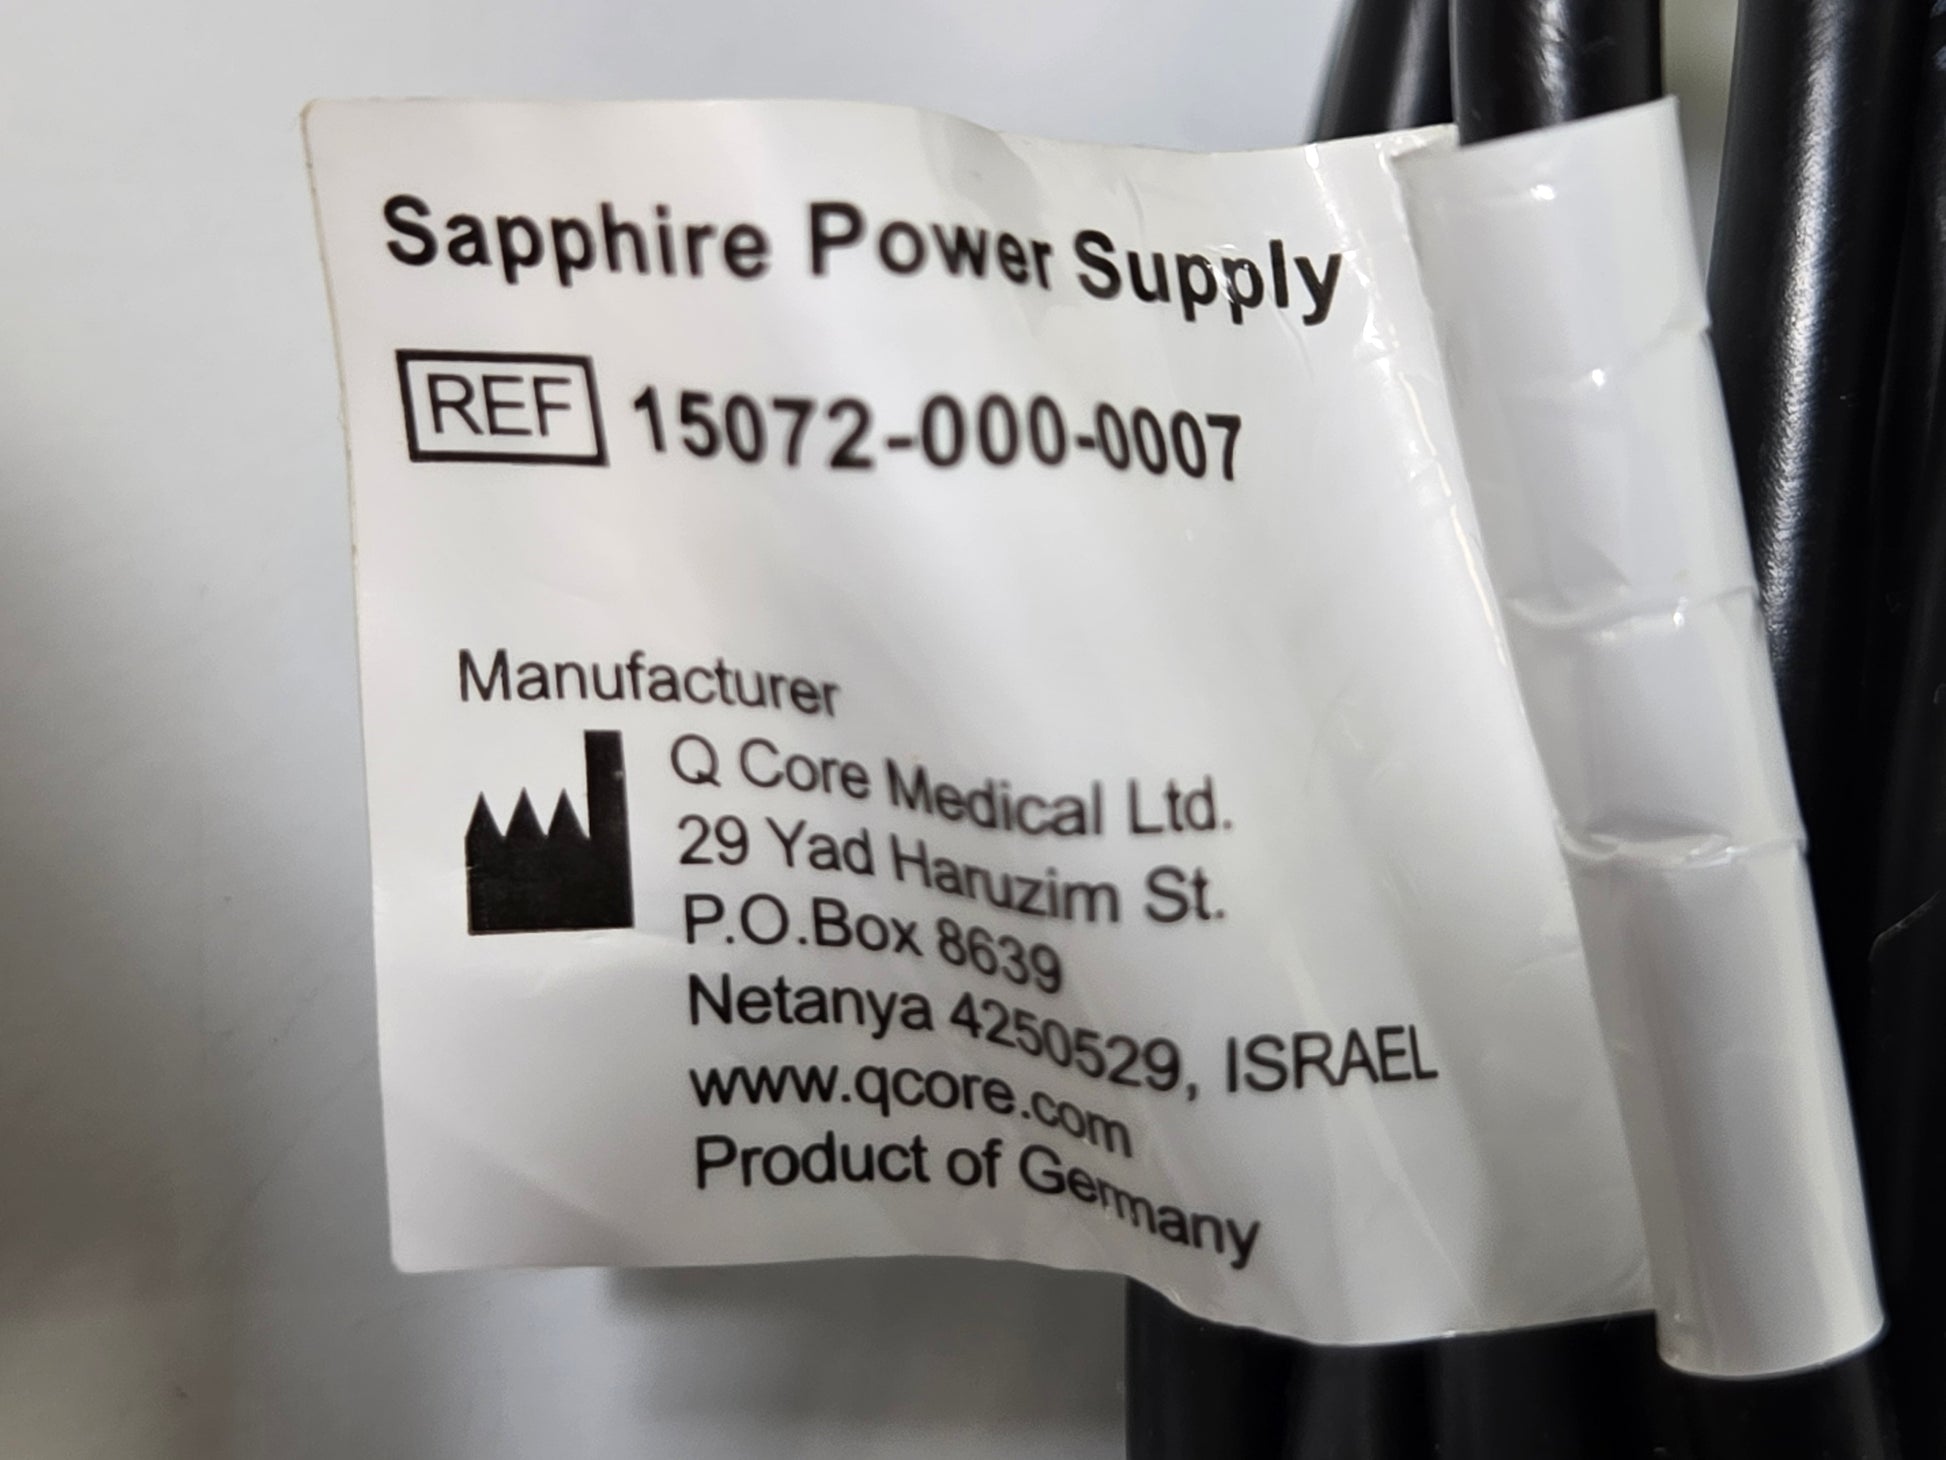 Sapphire Power Supply
REF 15072-000-0007
Manufacturer
Q Core Medical Ltd.
29 Yad Haruzim St.
P.O.Box 8639
Netanya 4250529, ISRAEL
www.qcore.com
Product of Germany